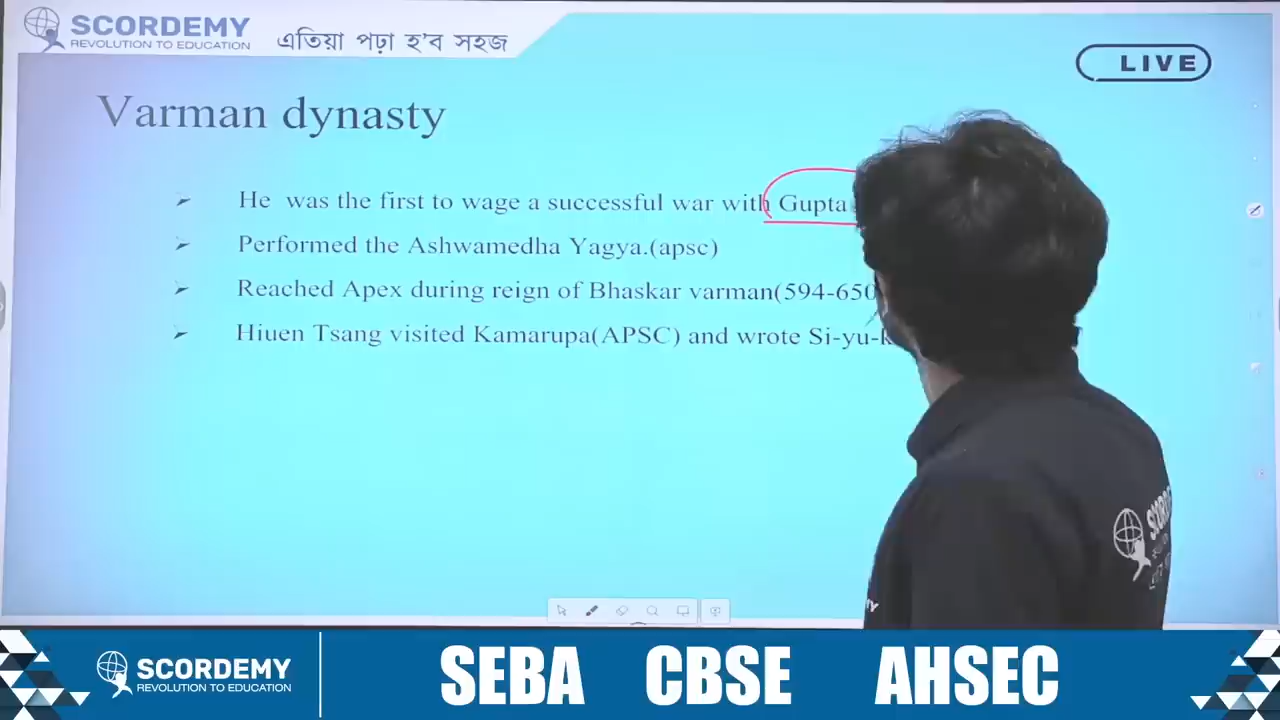 SCORDEMY
REVOLUTION TO EDUCATION
এতিয়া পঢ়া হ'ব সহজ
LIVE
Varman dynasty
➢ He was the first to wage a successful war with Gupta
➢ Performed the Ashwamedha Yagya.(apsc)
➢ Reached Apex during reign of Bhaskar varman(594-650
➢ Hiuen Tsang visited Kamarupa(APSC) and wrote Si-yu-k
SCORDEMY
REVOLUTION TO EDUCATION
SEBA CBSE AHSEC